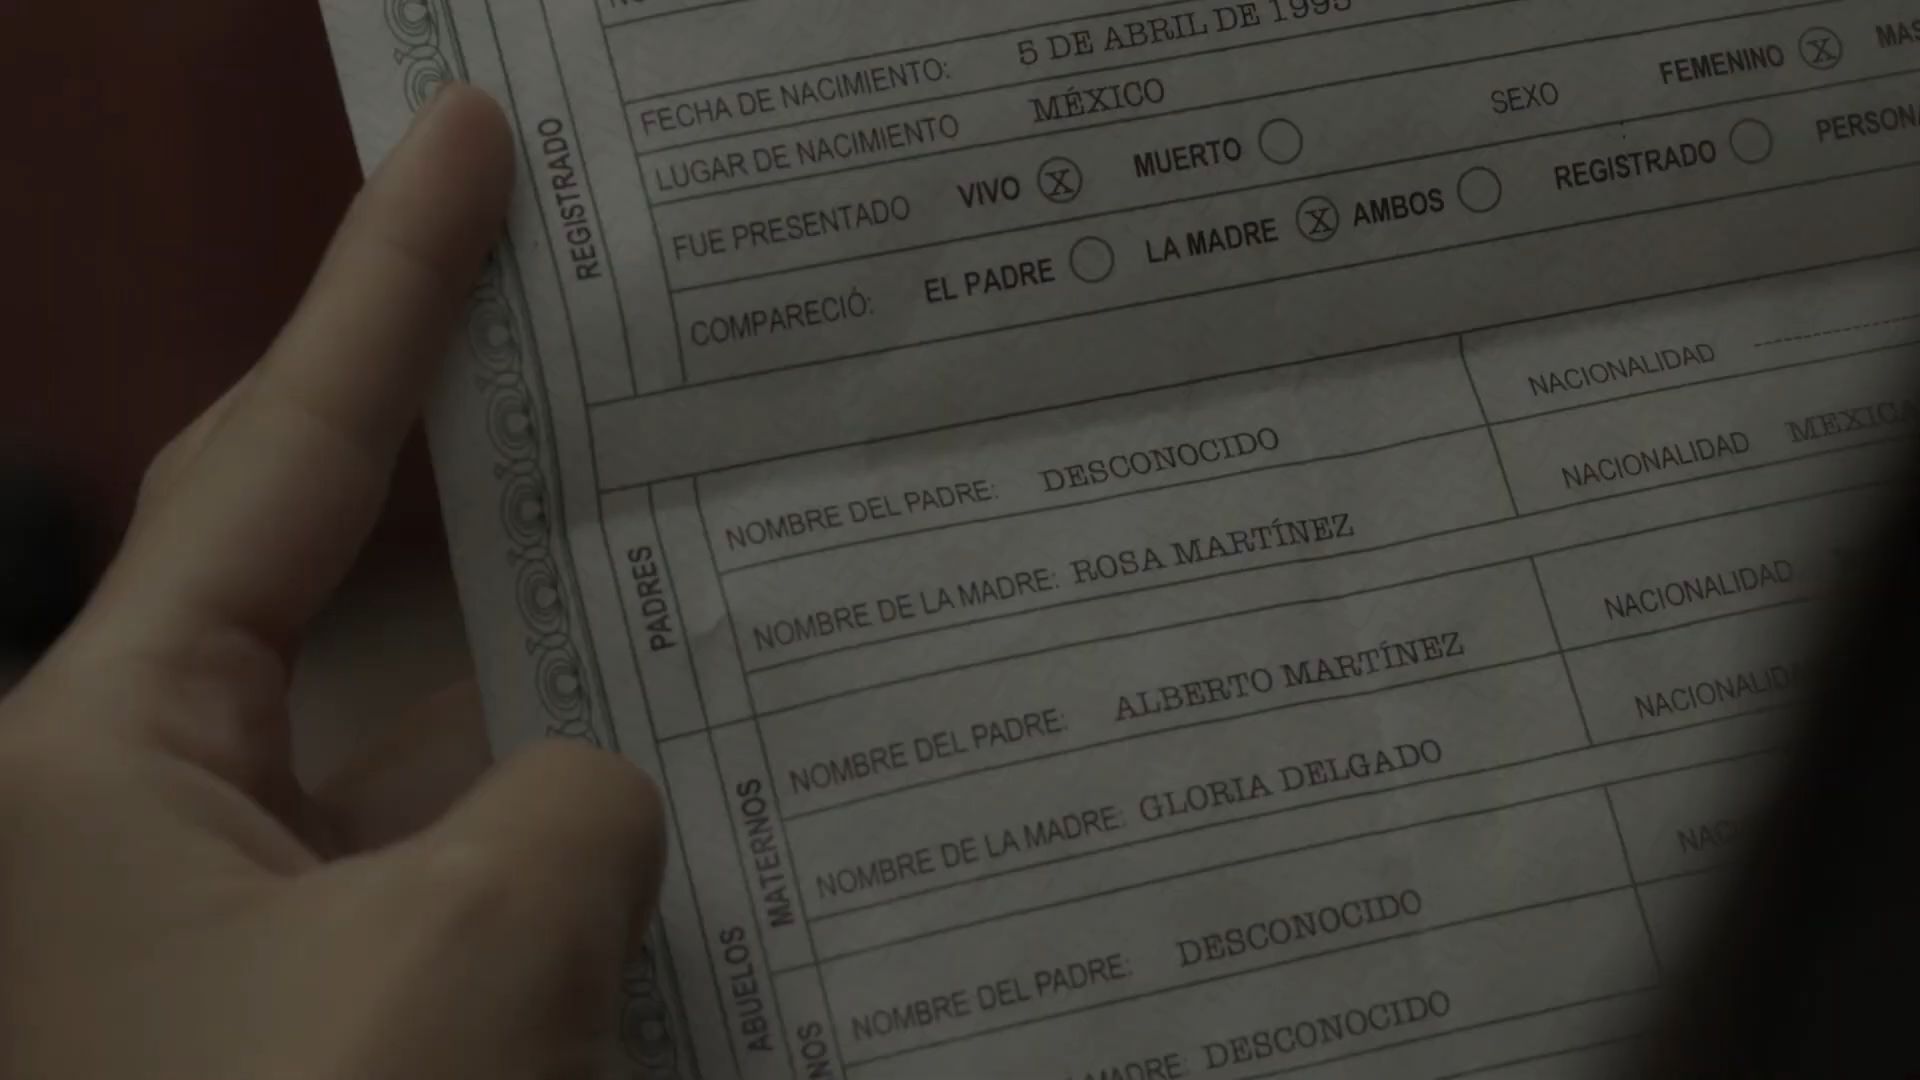 5 DE ABRIL DE 1995
FECHA DE NACIMIENTO:
LUGAR DE NACIMIENTO MÉXICO
FUE PRESENTADO VIVO X MUERTO SEXO FEMENINO X
COMPARECIÓ: EL PADRE LA MADRE X AMBOS REGISTRADO
REGISTRADO
PADRES
NOMBRE DEL PADRE: DESCONOCIDO NACIONALIDAD
NOMBRE DE LA MADRE: ROSA MARTÍNEZ NACIONALIDAD
ABUELOS
MATERNOS
NOMBRE DEL PADRE: ALBERTO MARTÍNEZ NACIONALIDAD
NOMBRE DE LA MADRE: GLORIA DELGADO NACIONALIDAD
NOMBRE DEL PADRE: DESCONOCIDO
MADRE: DESCONOCIDO